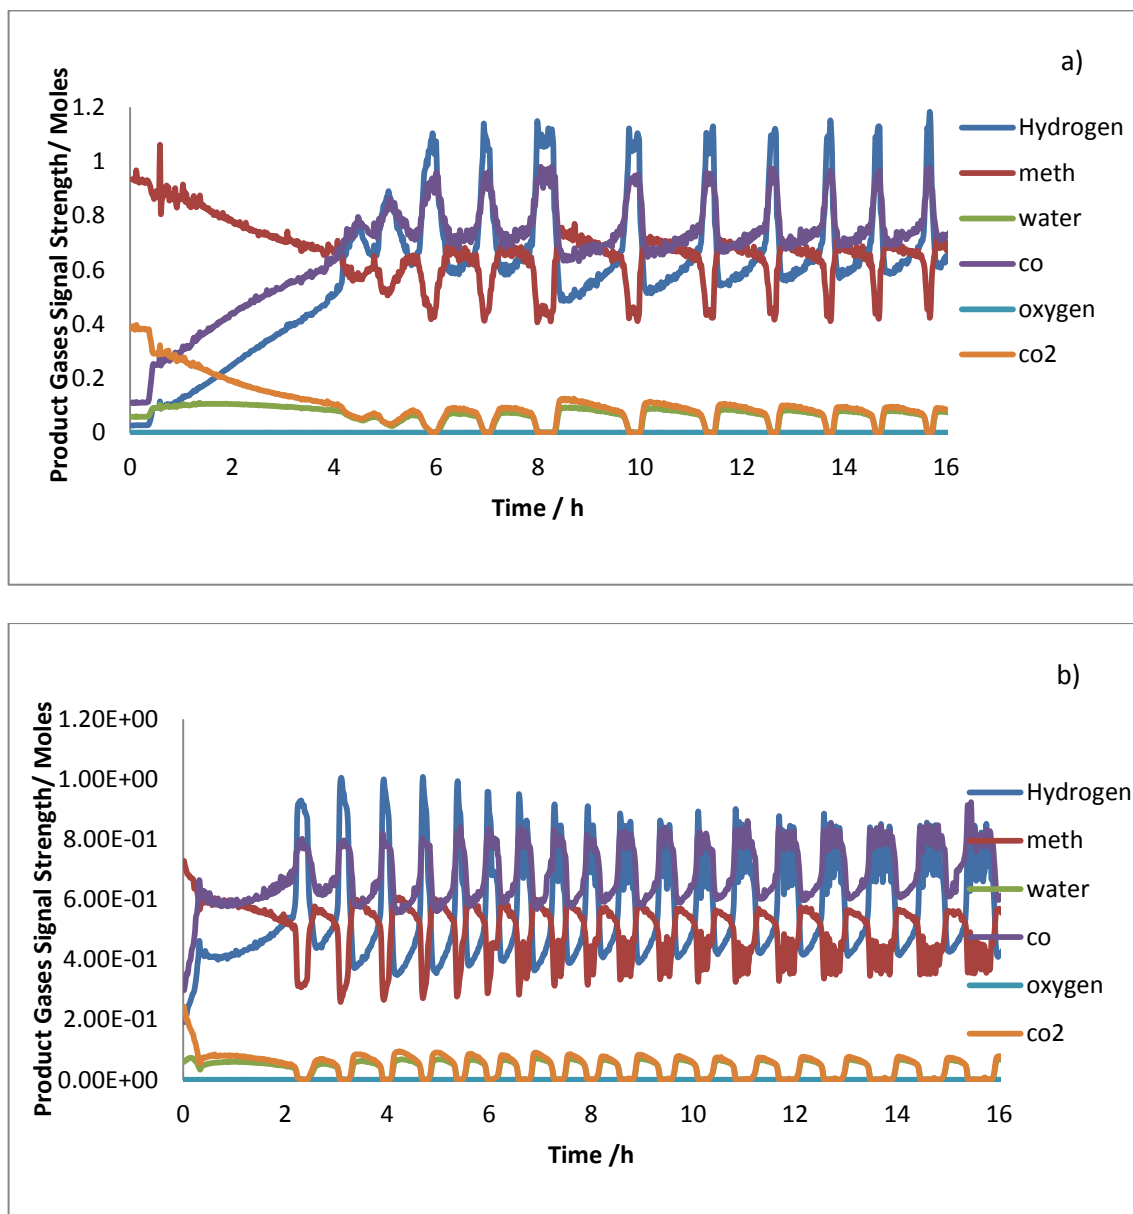 a)
Product Gases Signal Strength/ Moles
1.2
1
0.8
0.6
0.4
0.2
0
0 2 4 6 8 10 12 14 16
Time / h
Hydrogen
meth
water
co
oxygen
co2
b)
Product Gases Signal Strength/ Moles
1.20E+00
1.00E+00
8.00E-01
6.00E-01
4.00E-01
2.00E-01
0.00E+00
0 2 4 6 8 10 12 14 16
Time /h
Hydrogen
meth
water
co
oxygen
co2